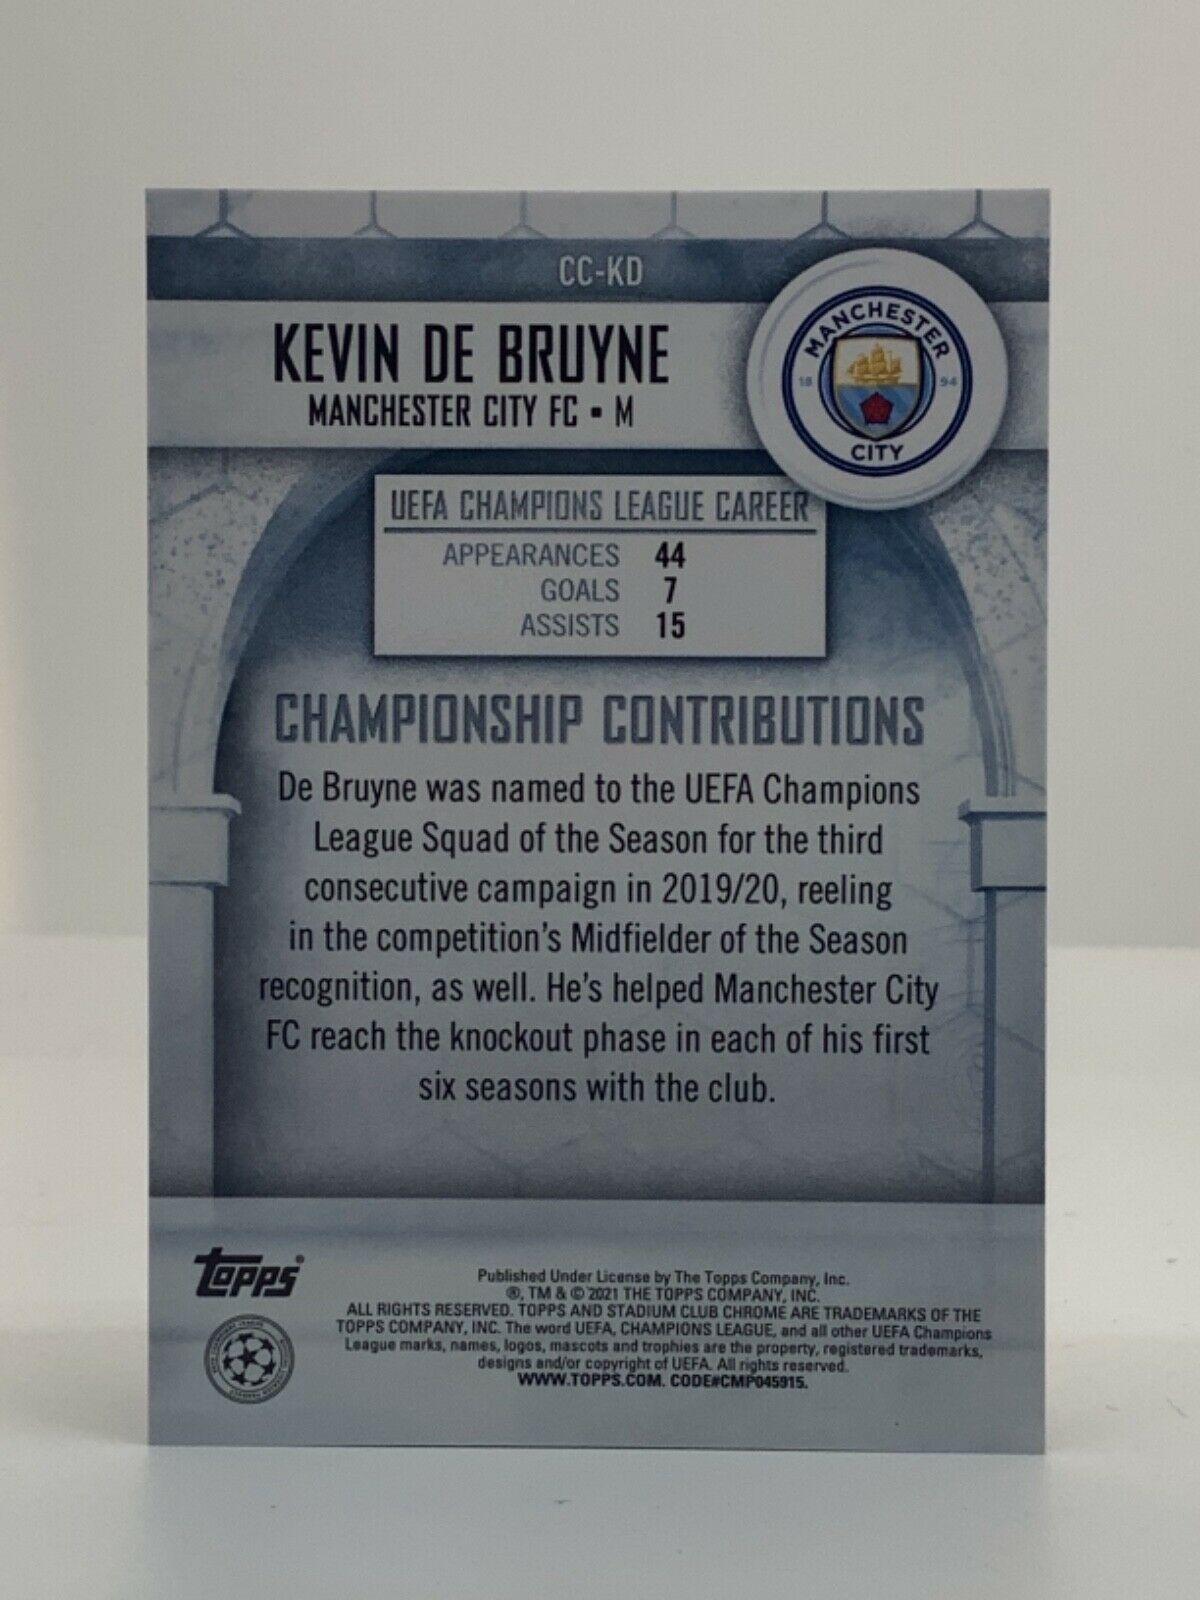 CC-KD
KEVIN DE BRUYNE
MANCHESTER CITY FC • M
MANCHESTER
18 94
CITY
UEFA CHAMPIONS LEAGUE CAREER
APPEARANCES 44
GOALS 7
ASSISTS 15
CHAMPIONSHIP CONTRIBUTIONS
De Bruyne was named to the UEFA Champions
League Squad of the Season for the third
consecutive campaign in 2019/20, reeling
in the competition's Midfielder of the Season
recognition, as well. He's helped Manchester City
FC reach the knockout phase in each of his first
six seasons with the club.
Topps®
Published Under License by The Topps Company, Inc.
®, TM & © 2021 THE TOPPS COMPANY, INC.
ALL RIGHTS RESERVED. TOPPS AND STADIUM CLUB CHROME ARE TRADEMARKS OF THE
TOPPS COMPANY, INC. The word UEFA, CHAMPIONS LEAGUE, and all other UEFA Champions
League marks, names, logos, mascots and trophies are the property, registered trademarks,
designs and/or copyright of UEFA. All rights reserved.
WWW.TOPPS.COM. CODE#CMP045915.